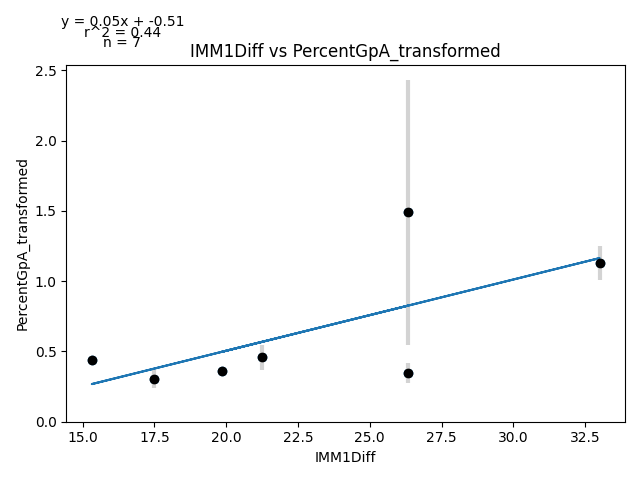 y = 0.05x + -0.51
r^2 = 0.44
n = 7
IMM1Diff vs PercentGpA_transformed
2.5
2.0
1.5
1.0
0.5
0.0
PercentGpA_transformed
15.0 17.5 20.0 22.5 25.0 27.5 30.0 32.5
IMM1Diff